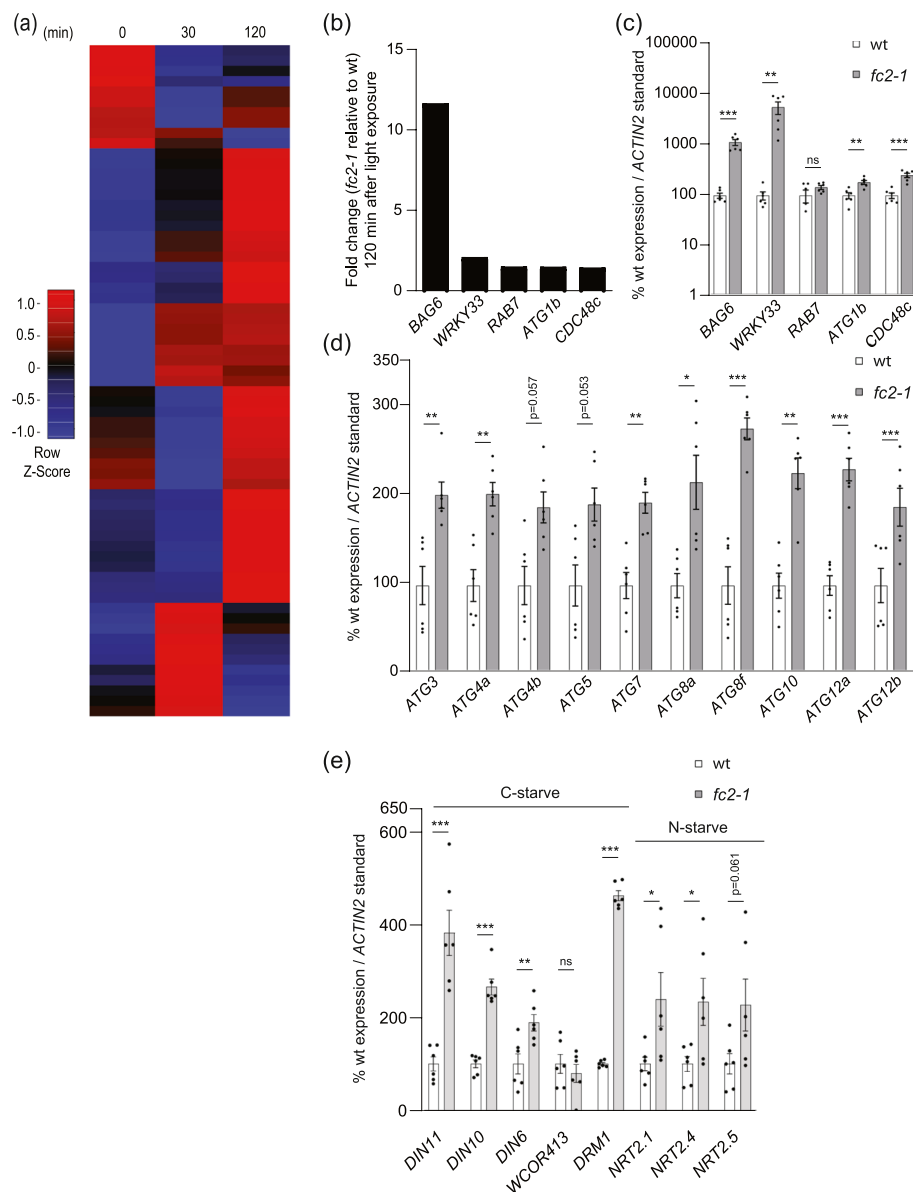 (a)
(min)
0
30
120
1.0-
0.5-
0
-0.5-
-1.0-
Row
Z-Score
(b)
Fold change (fc2-1 relative to wt)
120 min after light exposure
15
10
5
0
BAG6
WRKY33
RAB7
ATG1b
CDC48c
(c)
wt
fc2-1
% wt expression / ACTIN2 standard
100000
10000
1000
100
10
1
***
**
ns
**
***
BAG6
WRKY33
RAB7
ATG1b
CDC48c
(d)
wt
fc2-1
% wt expression / ACTIN2 standard
350
300
200
100
0
**
**
p=0.057
p=0.053
**
*
***
**
***
***
ATG3
ATG4a
ATG4b
ATG5
ATG7
ATG8a
ATG8f
ATG10
ATG12a
ATG12b
(e)
wt
fc2-1
C-starve
N-starve
% wt expression / ACTIN2 standard
650
600
400
200
0
***
***
**
ns
***
*
*
p=0.061
DIN11
DIN10
DIN6
WCOR413
DRM1
NRT2.1
NRT2.4
NRT2.5